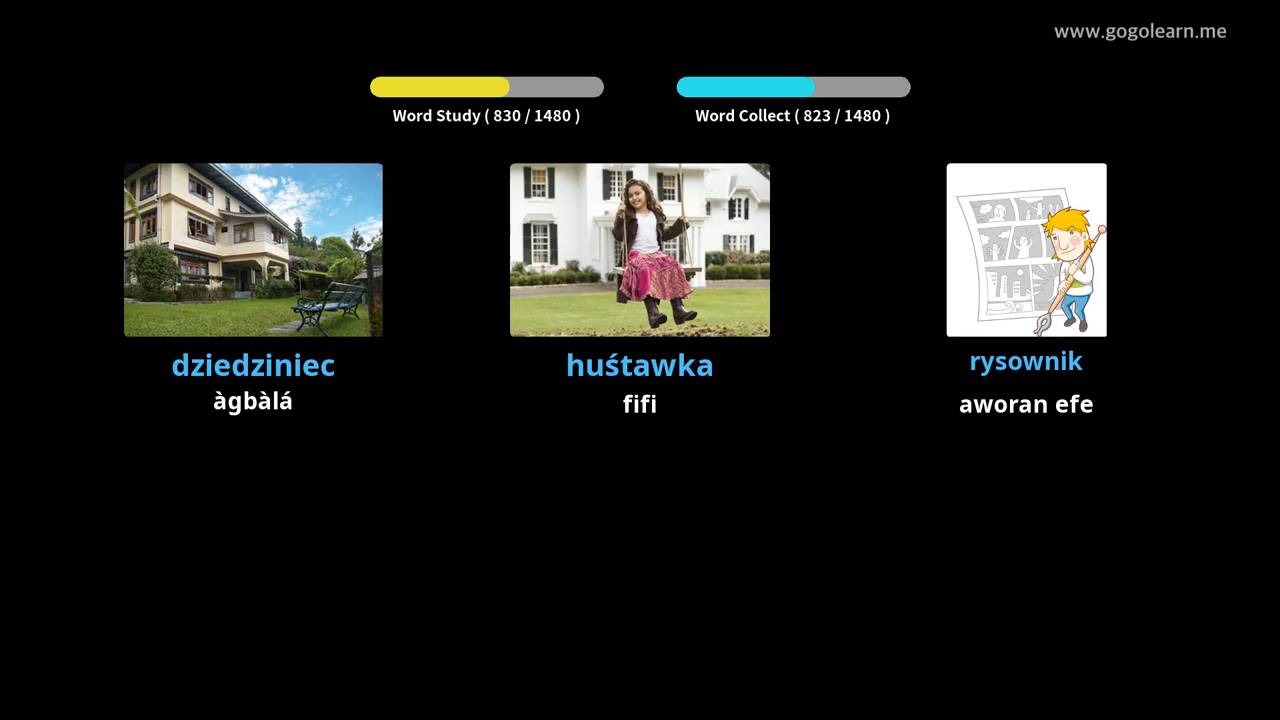 www.gogolearn.me
Word Study ( 830 / 1480 )
Word Collect ( 823 / 1480 )
dziedziniec
àgbàlá
huśtawka
fifi
rysownik
aworan efe